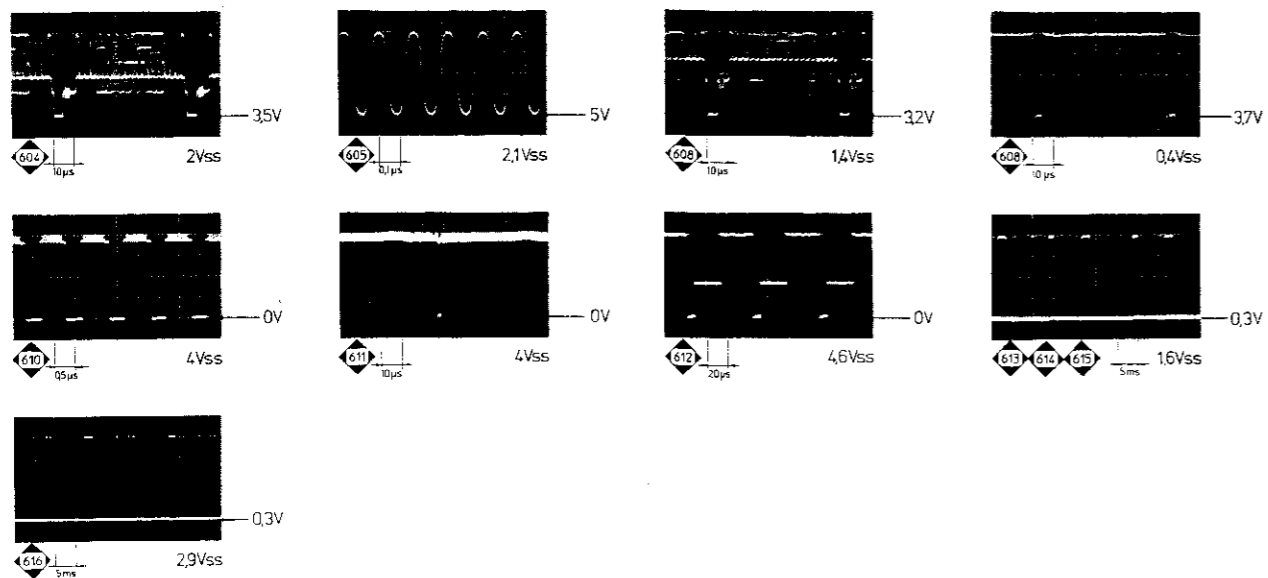 3,5V
604 10µs 2Vss
5V
605 0,1µs 2,1Vss
3,2V
608 10µs 1,4Vss
3,7V
608 10µs 0,4Vss
0V
610 0,5µs 4Vss
0V
611 10µs 4Vss
0V
612 20µs 4,6Vss
0,3V
613 614 615 5ms 1,6Vss
0,3V
616 5ms 2,9Vss